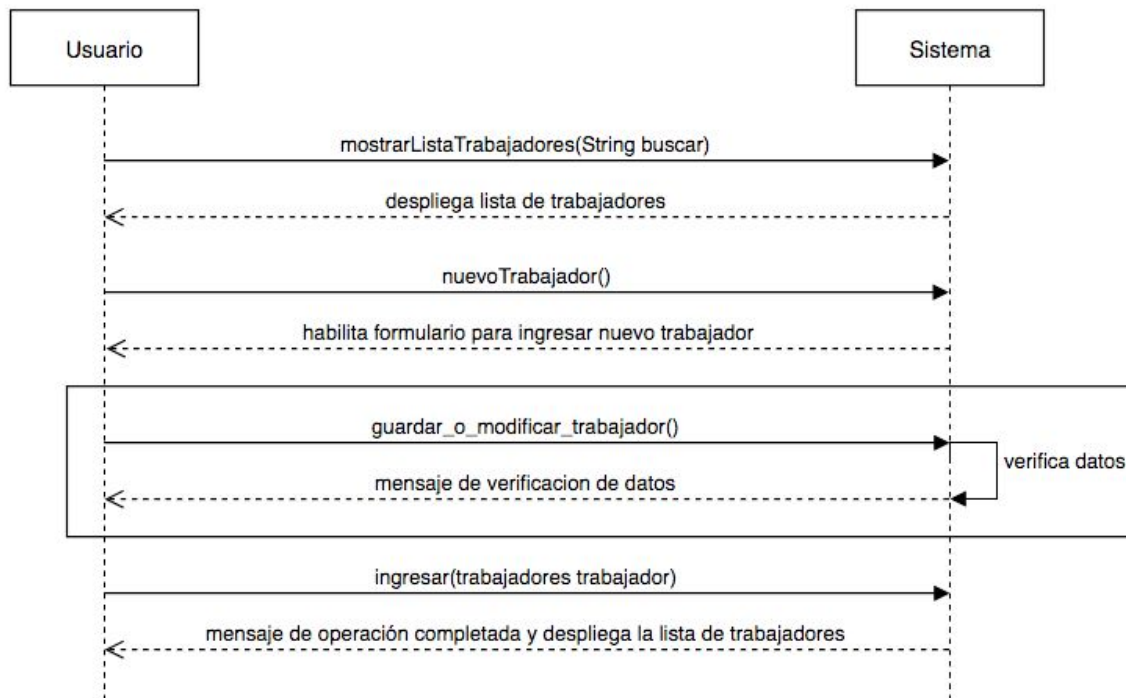 Usuario
Sistema
mostrarListaTrabajadores(String buscar)
despliega lista de trabajadores
nuevoTrabajador()
habilita formulario para ingresar nuevo trabajador
guardar_o_modificar_trabajador()
verifica datos
mensaje de verificacion de datos
ingresar(trabajadores trabajador)
mensaje de operación completada y despliega la lista de trabajadores